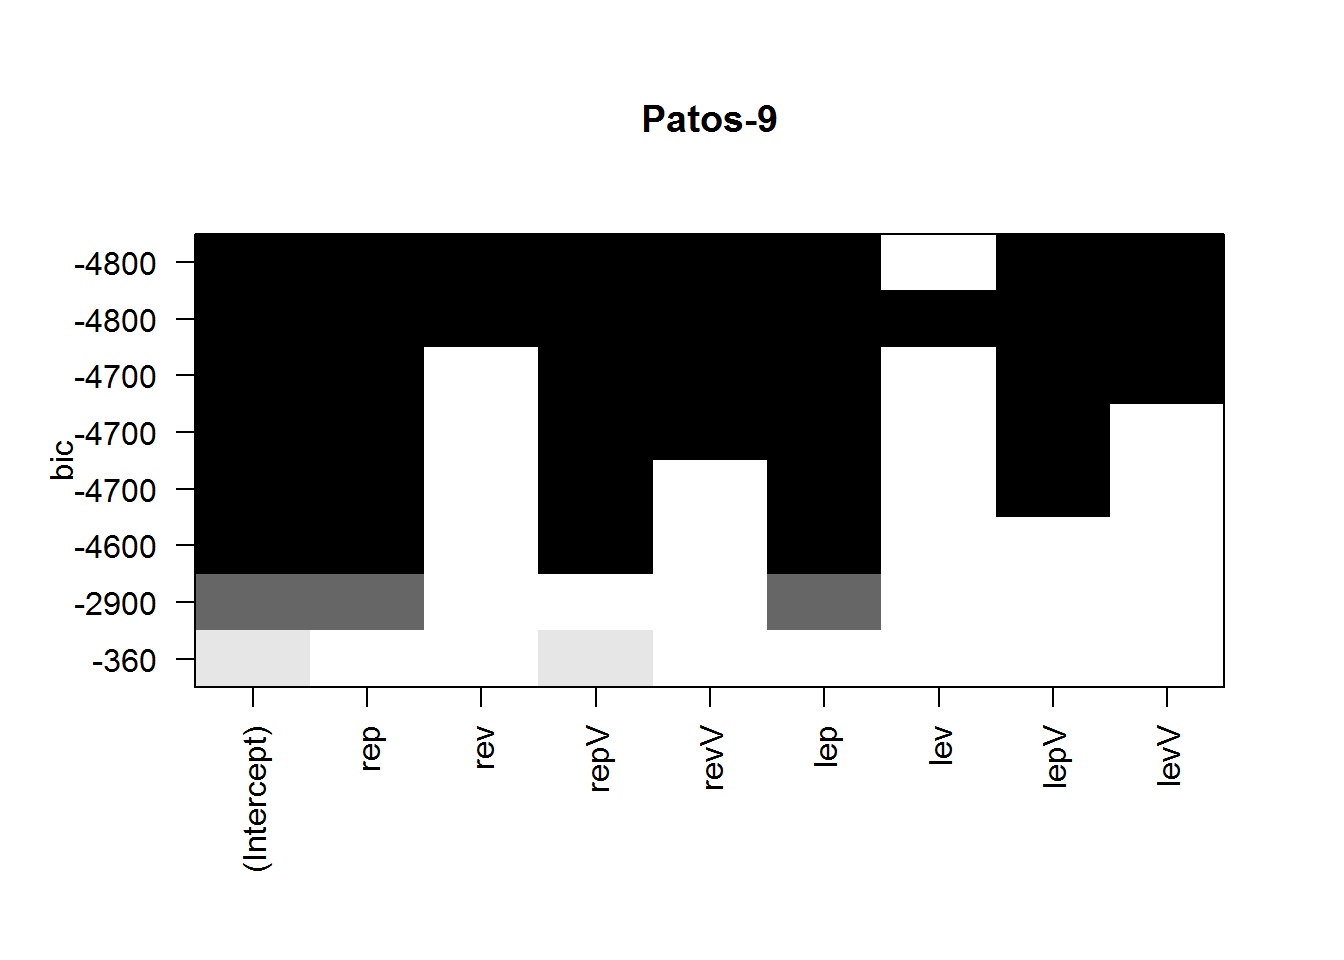 Patos-9
bic
-4800
-4800
-4700
-4700
-4700
-4600
-2900
-360
(Intercept)
rep
rev
repV
revV
lep
lev
lepV
levV